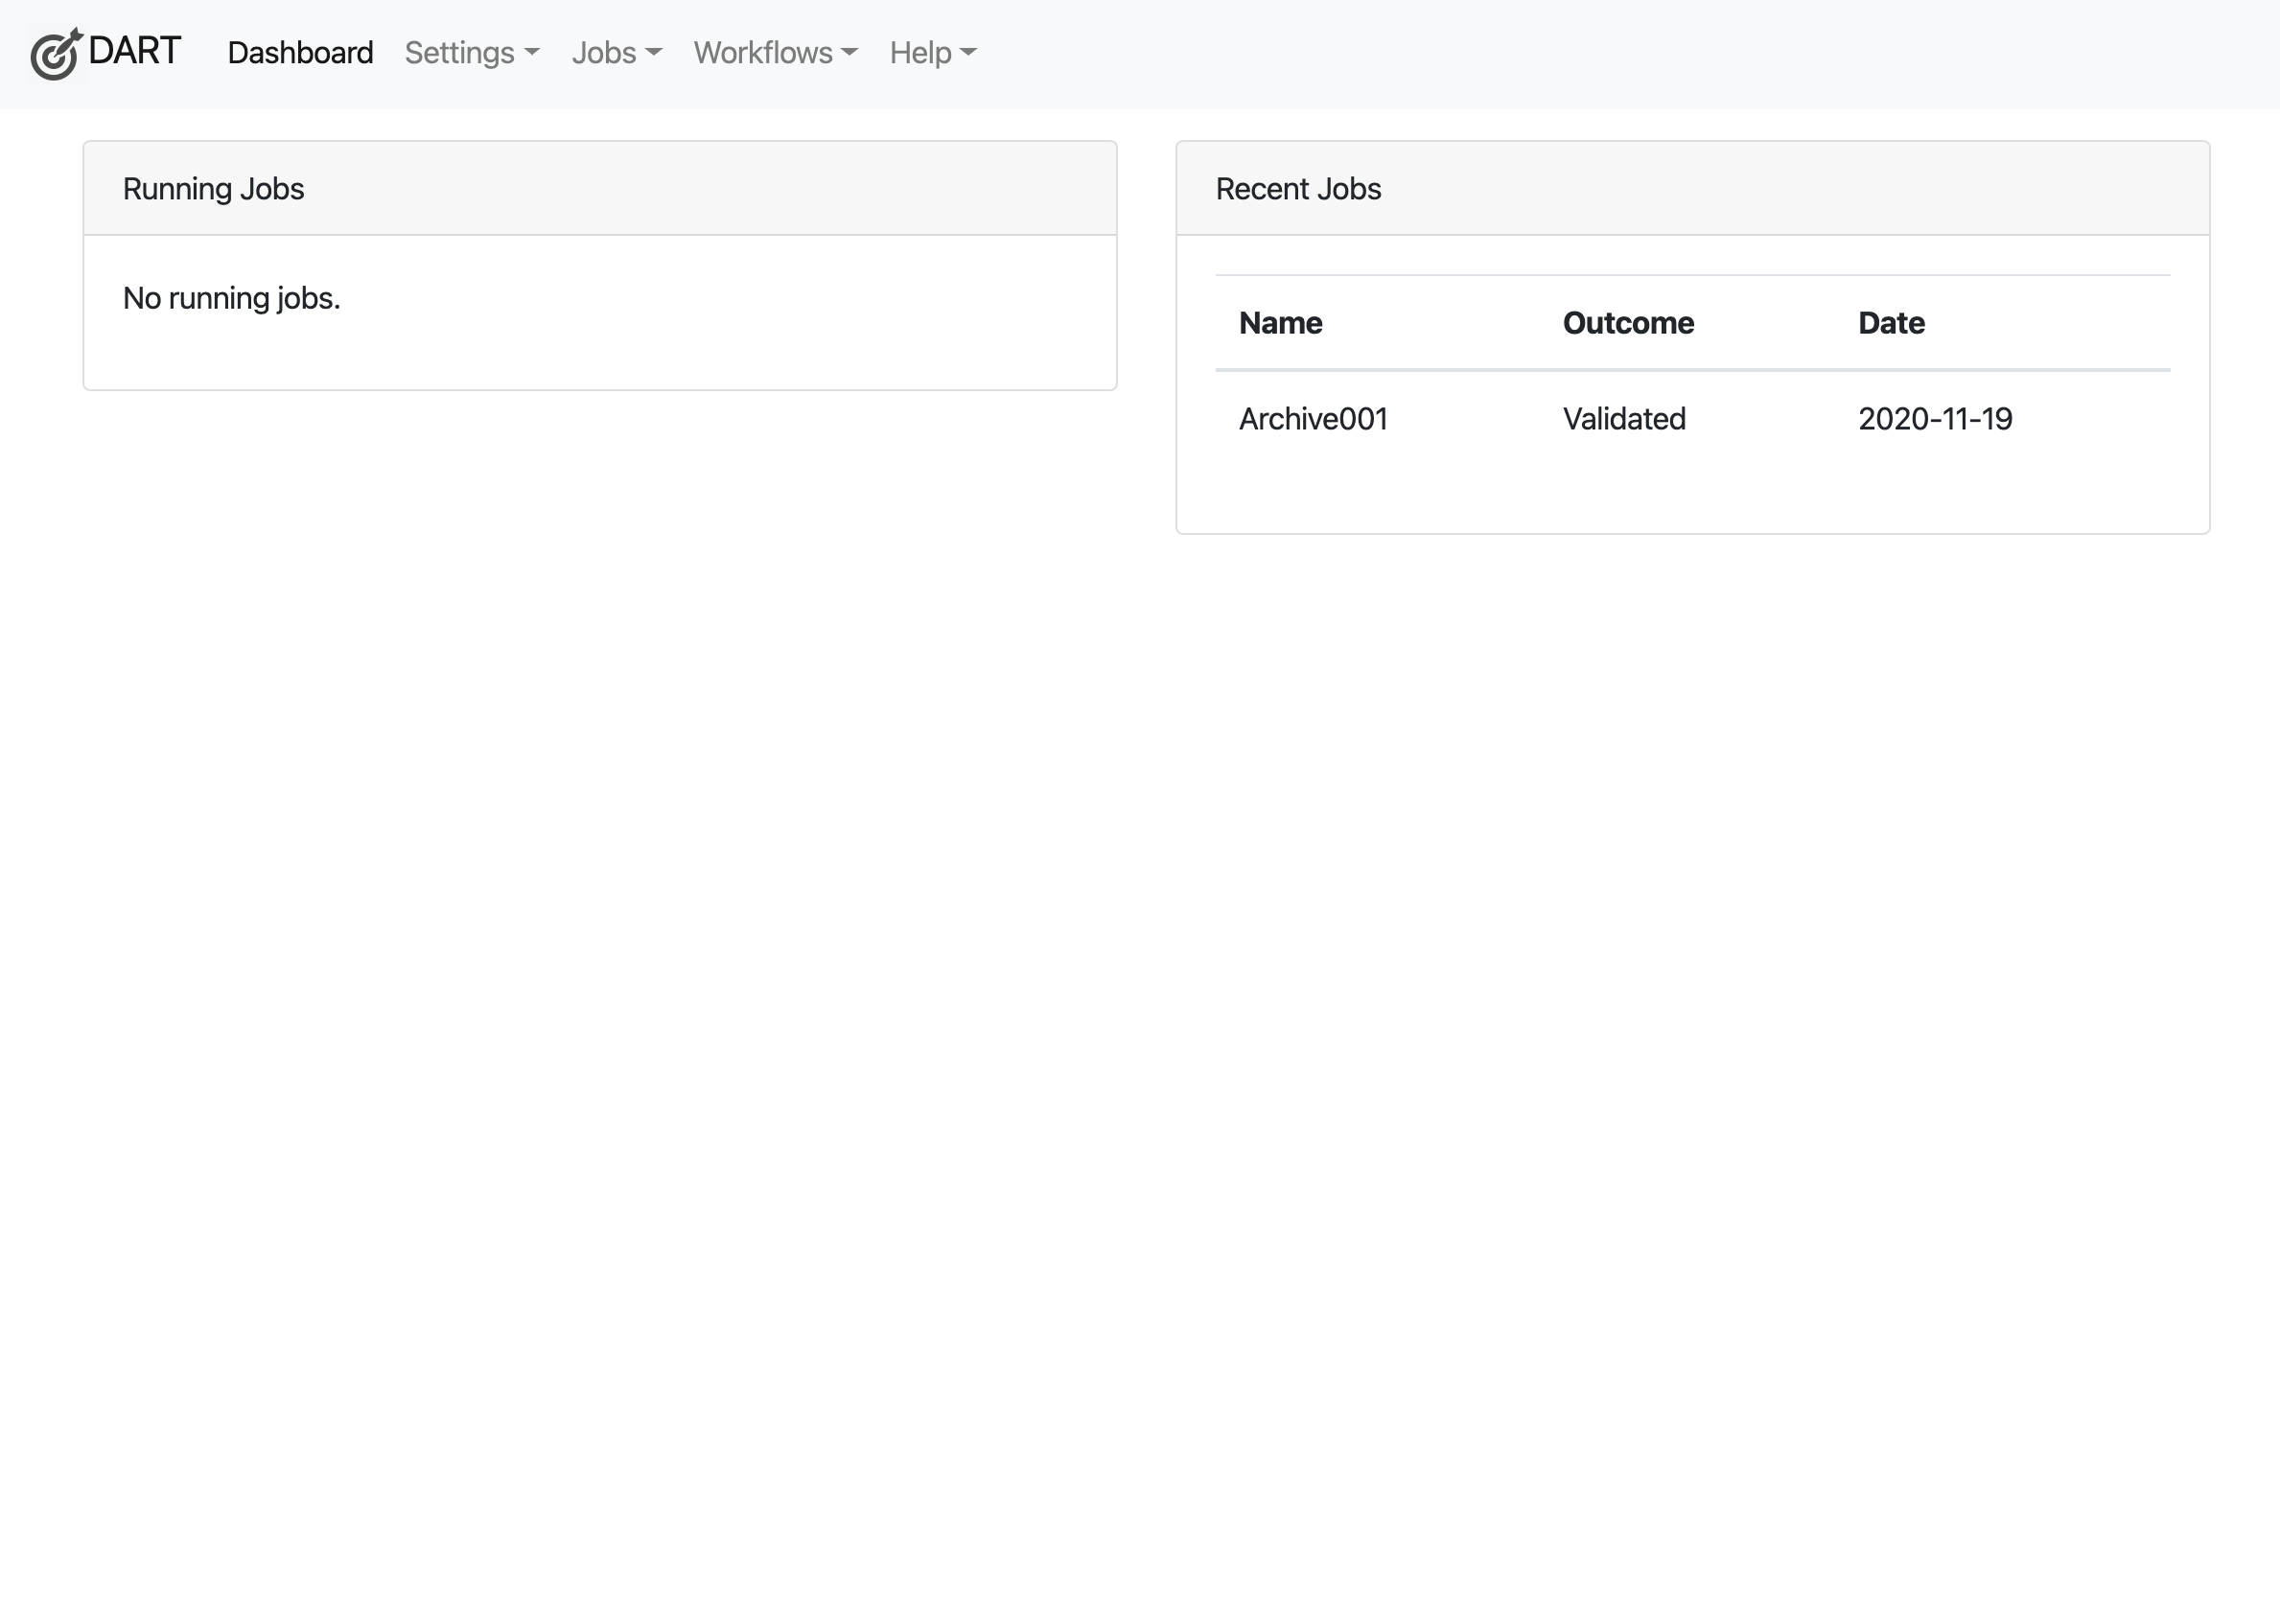 DART Dashboard Settings Jobs Workflows Help
Running Jobs
No running jobs.
Recent Jobs
Name Outcome Date
Archive001 Validated 2020-11-19